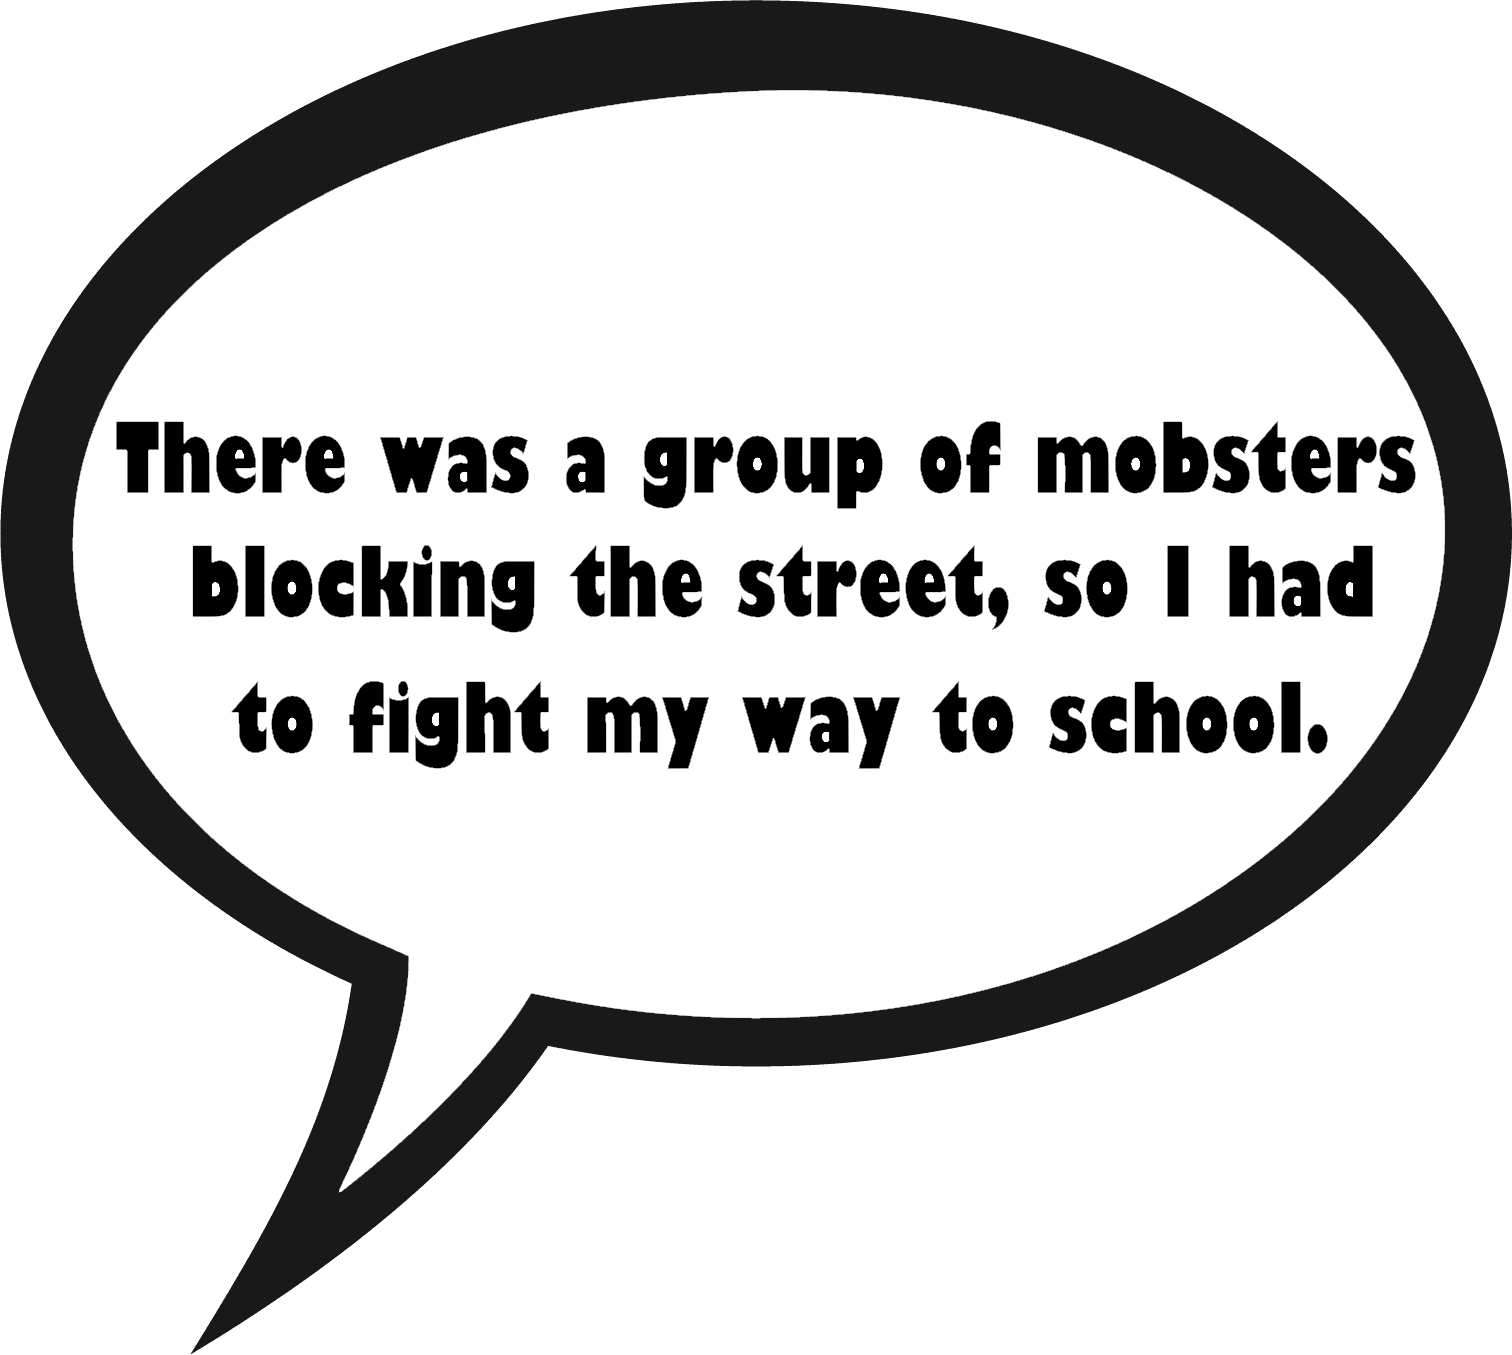 There was a group of mobsters
blocking the street, so I had
to fight my way to school.